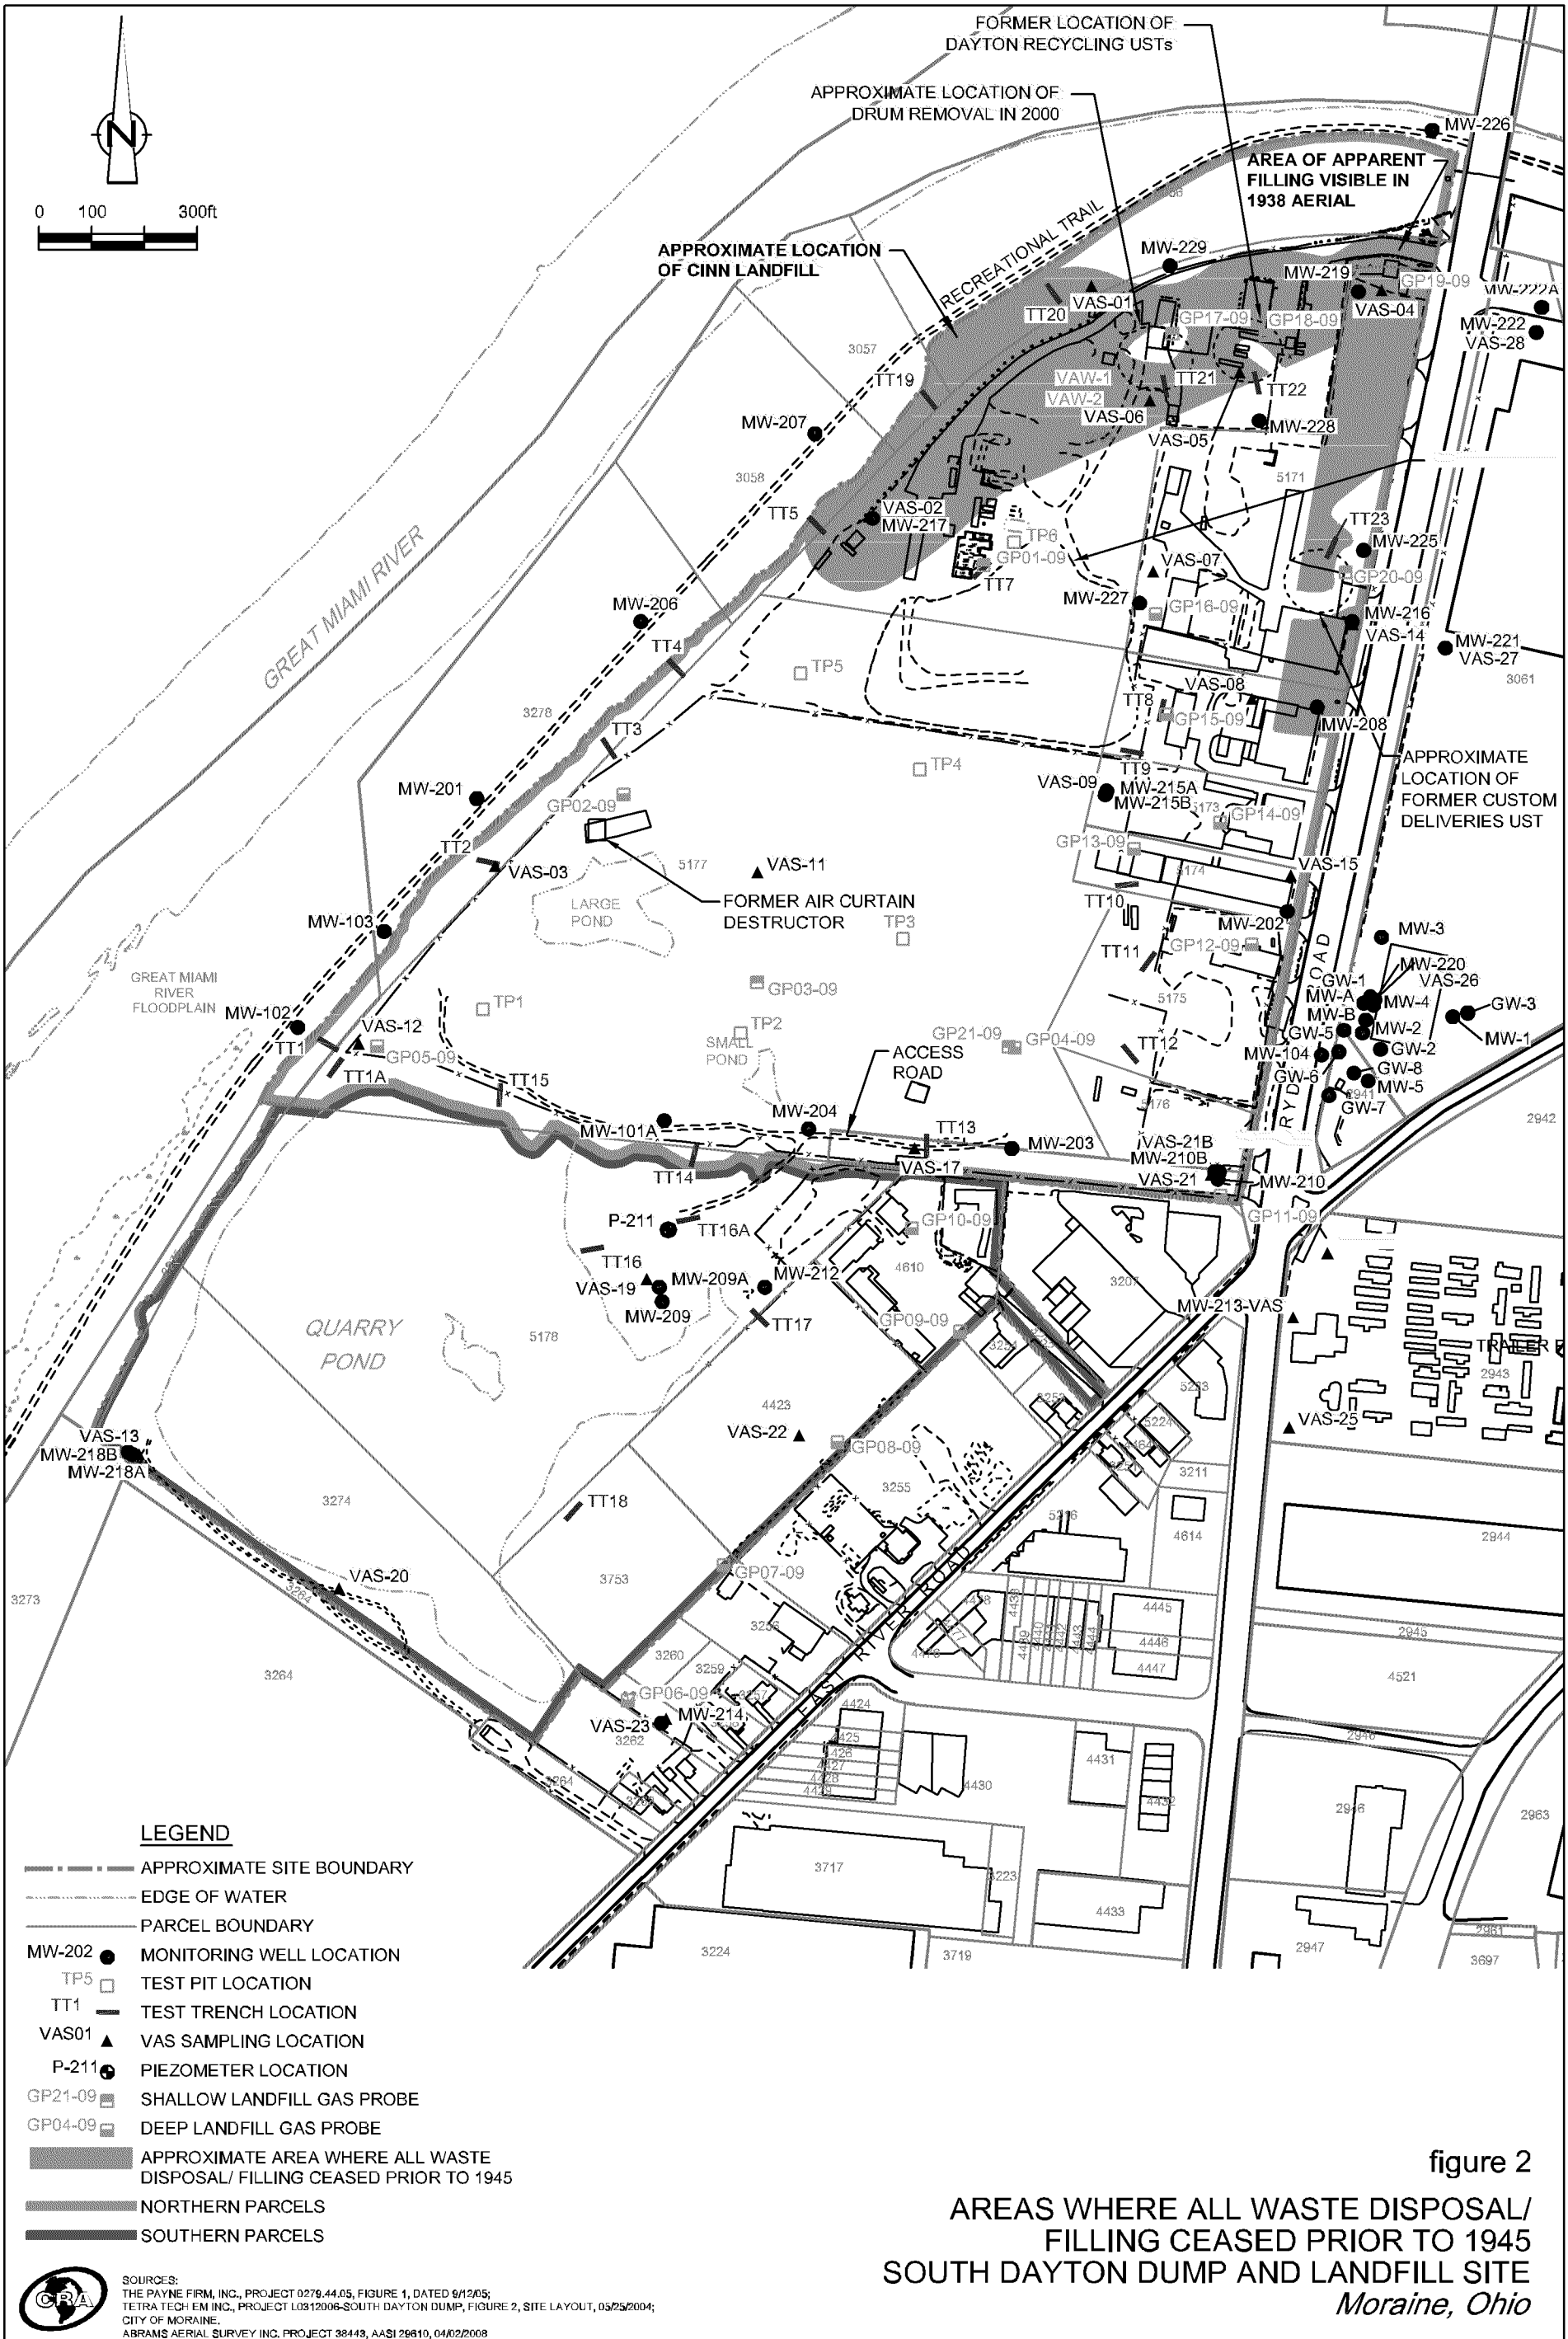 FORMER LOCATION OF
DAYTON RECYCLING USTs
APPROXIMATE LOCATION OF
DRUM REMOVAL IN 2000
N
0 100 300ft
MW-226
AREA OF APPARENT
FILLING VISIBLE IN
1938 AERIAL
RECREATIONAL TRAIL
APPROXIMATE LOCATION
OF CINN LANDFILL
MW-229
MW-219
GP19-09
VAS-01
VAS-04
MW-222A
TT20
GP17-09
GP18-09
MW-222
VAS-28
3057
TT19
VAW-1
TT21
TT22
VAW-2
VAS-06
MW-207
VAS-05
MW-228
3058
5171
TT5
VAS-02
MW-217
TT23
TP6
MW-225
GP01-09
VAS-07
GP20-09
TT7
GREAT MIAMI RIVER
MW-206
MW-227
GP16-09
MW-216
VAS-14
TT4
MW-221
VAS-27
TP5
3061
VAS-08
3278
TT8
GP15-09
MW-208
TT3
TP4
TT9
APPROXIMATE
LOCATION OF
FORMER CUSTOM
DELIVERIES UST
MW-201
GP02-09
VAS-09
MW-215A
MW-215B
5173
GP14-09
TT2
VAS-03
5177
VAS-11
GP13-09
5174
VAS-15
LARGE
POND
FORMER AIR CURTAIN
DESTRUCTOR
TT10
MW-103
TP3
MW-202
MW-3
GP12-09
TT11
GREAT MIAMI
RIVER
FLOODPLAIN
GP03-09
MW-220
VAS-26
GW-1
MW-A
MW-4
GW-3
TP1
5175
MW-102
VAS-12
TP2
SMALL
POND
MW-B
MW-2
MW-1
GW-5
GW-2
GP21-09
GP04-09
TT1
GP05-09
ACCESS
ROAD
TT12
MW-104
GW-6
GW-8
MW-5
TT1A
TT15
5176
2941
GW-7
2942
MW-101A
MW-204
TT13
MW-203
VAS-21B
MW-210B
TT14
VAS-17
VAS-21
MW-210
P-211
TT16A
GP10-09
GP11-09
TT16
VAS-19
MW-209A
MW-212
4610
3207
MW-209
MW-213-VAS
QUARRY
POND
5178
TT17
GP09-09
3251
2943
5223
4423
3253
VAS-13
MW-218B
MW-218A
VAS-22
GP08-09
5224
VAS-25
3211
3274
TT18
3255
5216
4614
2944
VAS-20
3753
GP07-09
3273
4445
3256
4446
2945
4447
3264
3260
3259
4521
GP06-09
3257
4424
MW-214
VAS-23
3262
4425
4426
4427
4428
4431
3264
4430
4432
2946
2963
3717
3223
4433
3224
3719
2947
2961
3697
LEGEND
APPROXIMATE SITE BOUNDARY
EDGE OF WATER
PARCEL BOUNDARY
MW-202 MONITORING WELL LOCATION
TP5 TEST PIT LOCATION
TT1 TEST TRENCH LOCATION
VAS01 VAS SAMPLING LOCATION
P-211 PIEZOMETER LOCATION
GP21-09 SHALLOW LANDFILL GAS PROBE
GP04-09 DEEP LANDFILL GAS PROBE
APPROXIMATE AREA WHERE ALL WASTE
DISPOSAL/ FILLING CEASED PRIOR TO 1945
NORTHERN PARCELS
SOUTHERN PARCELS
CRA
SOURCES:
THE PAYNE FIRM, INC., PROJECT 0279.44.05, FIGURE 1, DATED 9/12/05;
TETRA TECH EM INC., PROJECT L0312006-SOUTH DAYTON DUMP, FIGURE 2, SITE LAYOUT, 05/25/2004;
CITY OF MORAINE.
ABRAMS AERIAL SURVEY INC. PROJECT 38443, AASI 29610, 04/02/2008
figure 2
AREAS WHERE ALL WASTE DISPOSAL/
FILLING CEASED PRIOR TO 1945
SOUTH DAYTON DUMP AND LANDFILL SITE
Moraine, Ohio